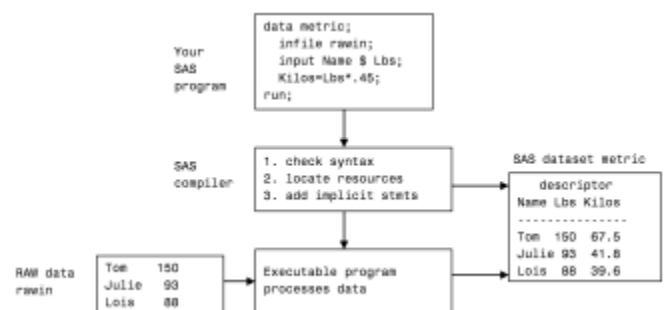 Your
SAS
program
data metric;
infile rawin;
input Name $ Lbs;
Kilos=Lbs*.45;
run;
SAS
compiler
1. check syntax
2. locate resources
3. add implicit stmts
SAS dataset metric
descriptor
Name Lbs Kilos
---------------
Tom 150 67.5
Julie 93 41.8
Lois 88 39.6
RAW data
rawin
Tom 150
Julie 93
Lois 88
Executable program
processes data